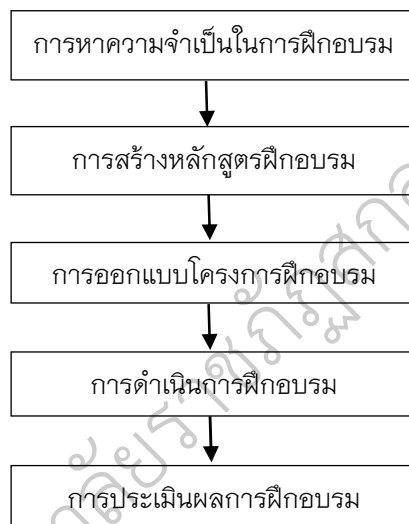 การหาความจำเป็นในการฝึกอบรม
การสร้างหลักสูตรฝึกอบรม
การออกแบบโครงการฝึกอบรม
การดำเนินการฝึกอบรม
การประเมินผลการฝึกอบรม